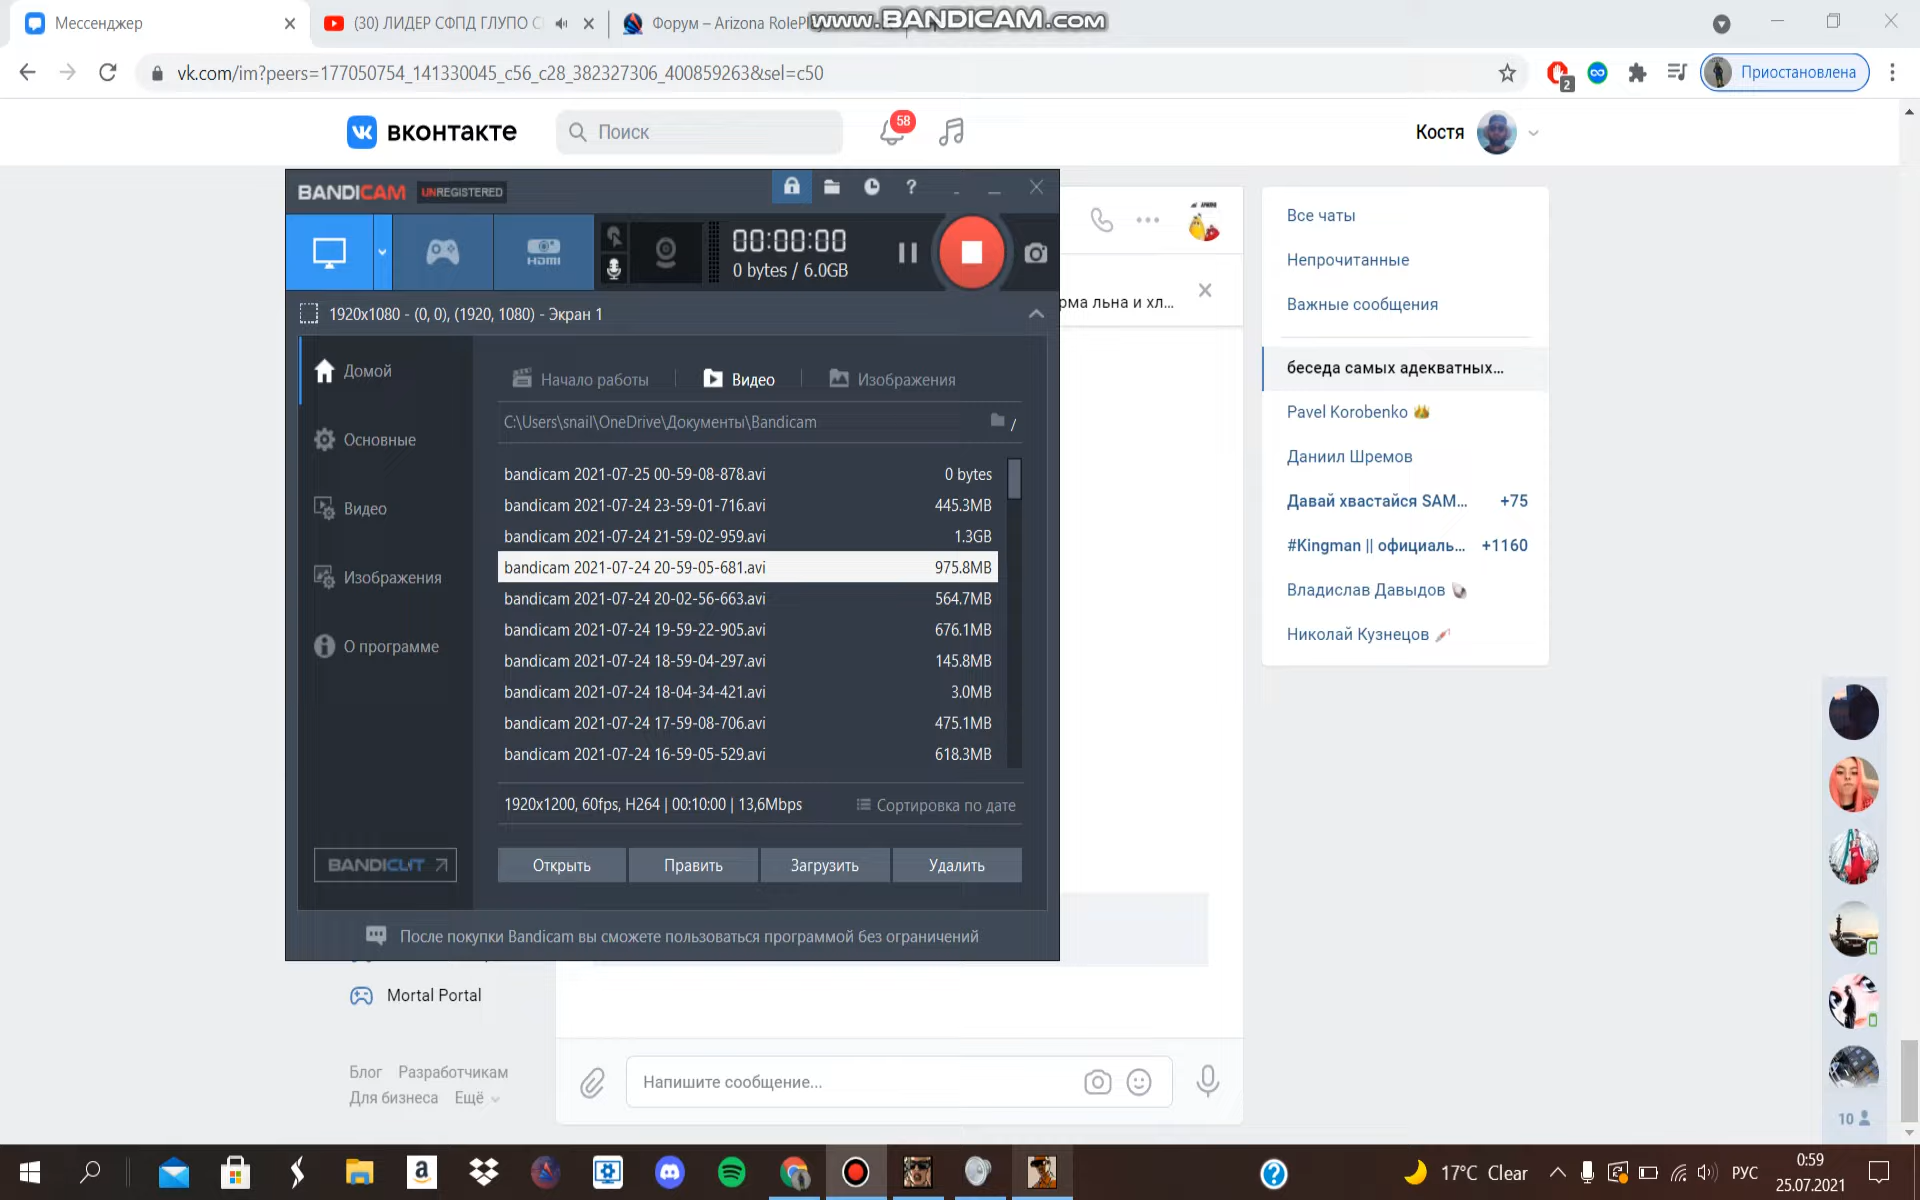 Мессенджер
(30) ЛИДЕР СФПД ГЛУПО С
Форум – Arizona RoleP
www.BANDICAM.com
vk.com/im?peers=177050754_141330045_c56_c28_382327306_400859263&sel=c50
2
Приостановлена
вконтакте
Поиск
58
Костя
BANDICAM UNREGISTERED
HDMI
00:00:00
0 bytes / 6.0GB
1920x1080 - (0, 0), (1920, 1080) - Экран 1
рма льна и хл...
Домой
Основные
Видео
Изображения
О программе
BANDICUT
Начало работы
Видео
Изображения
C:\Users\snail\OneDrive\Документы\Bandicam
bandicam 2021-07-25 00-59-08-878.avi 0 bytes
bandicam 2021-07-24 23-59-01-716.avi 445.3MB
bandicam 2021-07-24 21-59-02-959.avi 1.3GB
bandicam 2021-07-24 20-59-05-681.avi 975.8MB
bandicam 2021-07-24 20-02-56-663.avi 564.7MB
bandicam 2021-07-24 19-59-22-905.avi 676.1MB
bandicam 2021-07-24 18-59-04-297.avi 145.8MB
bandicam 2021-07-24 18-04-34-421.avi 3.0MB
bandicam 2021-07-24 17-59-08-706.avi 475.1MB
bandicam 2021-07-24 16-59-05-529.avi 618.3MB
1920x1200, 60fps, H264 | 00:10:00 | 13,6Mbps
Сортировка по дате
Открыть
Править
Загрузить
Удалить
После покупки Bandicam вы сможете пользоваться программой без ограничений
Все чаты
Непрочитанные
Важные сообщения
беседа самых адекватных...
Pavel Korobenko
Даниил Шремов
Давай хвастайся SAM... +75
#Kingman || официаль... +1160
Владислав Давыдов
Николай Кузнецов
Mortal Portal
Блог Разработчикам
Для бизнеса Ещё
Напишите сообщение...
10
17°C Clear
РУС
0:59
25.07.2021